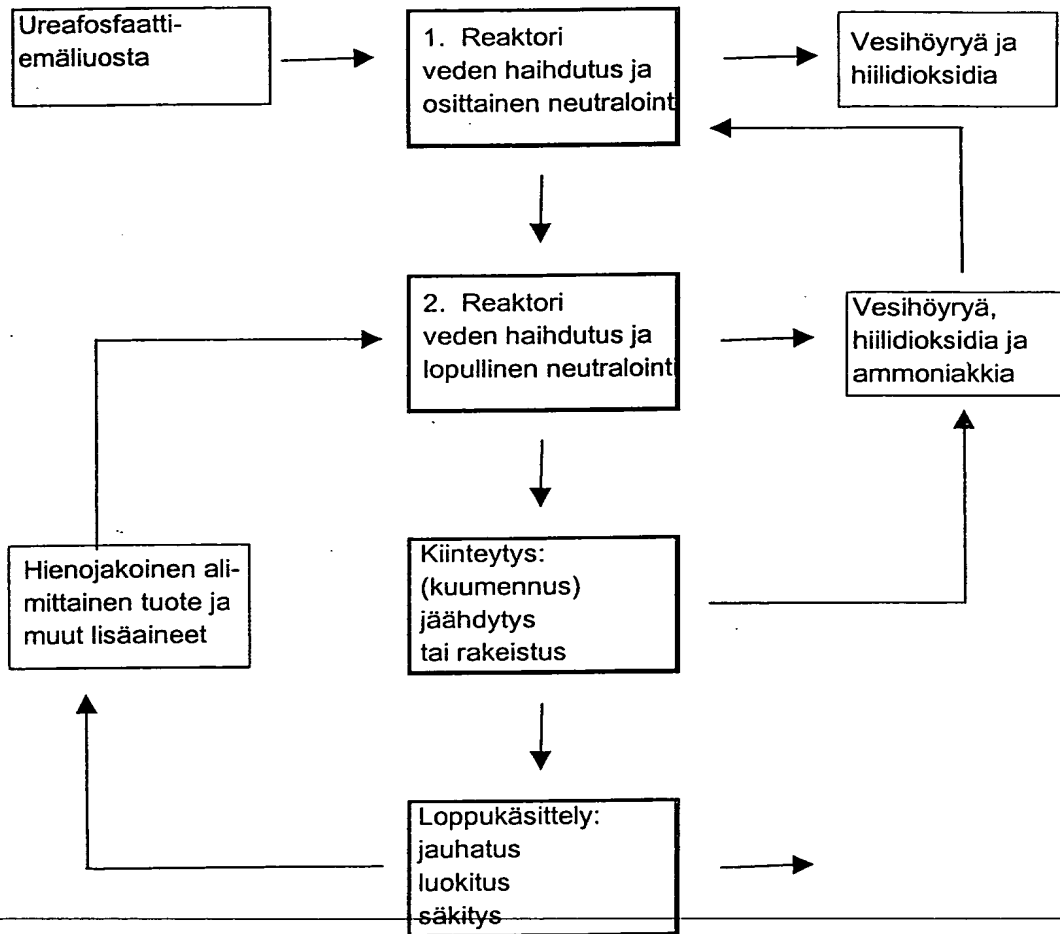 Ureafosfaatti-
emäliuosta
1. Reaktori
veden haihdutus ja
osittainen neutralointi
Vesihöyryä ja
hiilidioksidia
2. Reaktori
veden haihdutus ja
lopullinen neutralointi
Vesihöyryä,
hiilidioksidia ja
ammoniakkia
Hienojakoinen ali-
mittainen tuote ja
muut lisäaineet
Kiinteytys:
(kuumennus)
jäähdytys
tai rakeistus
Loppukäsittely:
jauhatus
luokitus
säkitys